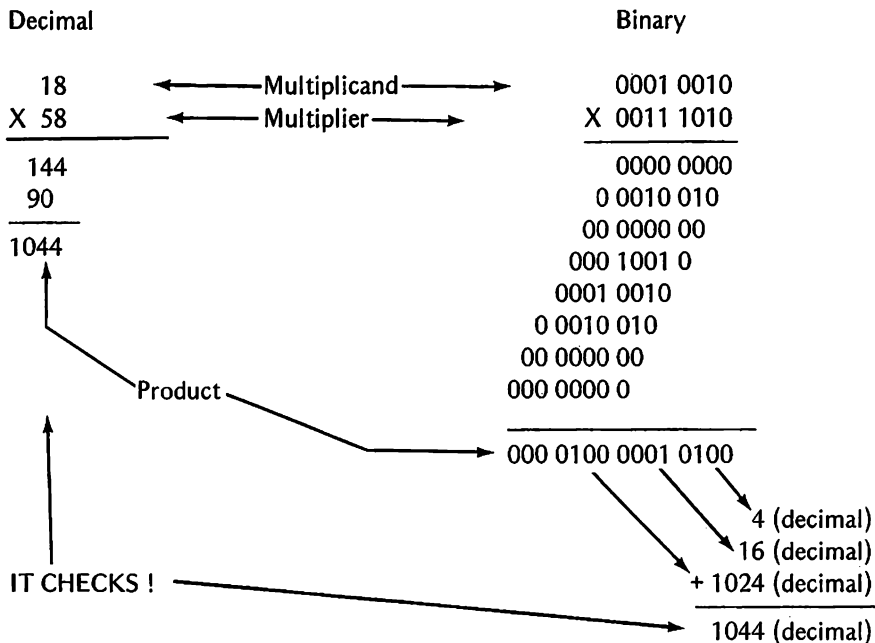 Decimal Binary
18 Multiplicand 0001 0010
X 58 Multiplier X 0011 1010
144 0000 0000
90 0 0010 010
1044 00 0000 00
000 1001 0
0001 0010
0 0010 010
00 0000 00
Product 000 0000 0
000 0100 0001 0100
4 (decimal)
16 (decimal)
IT CHECKS ! + 1024 (decimal)
1044 (decimal)